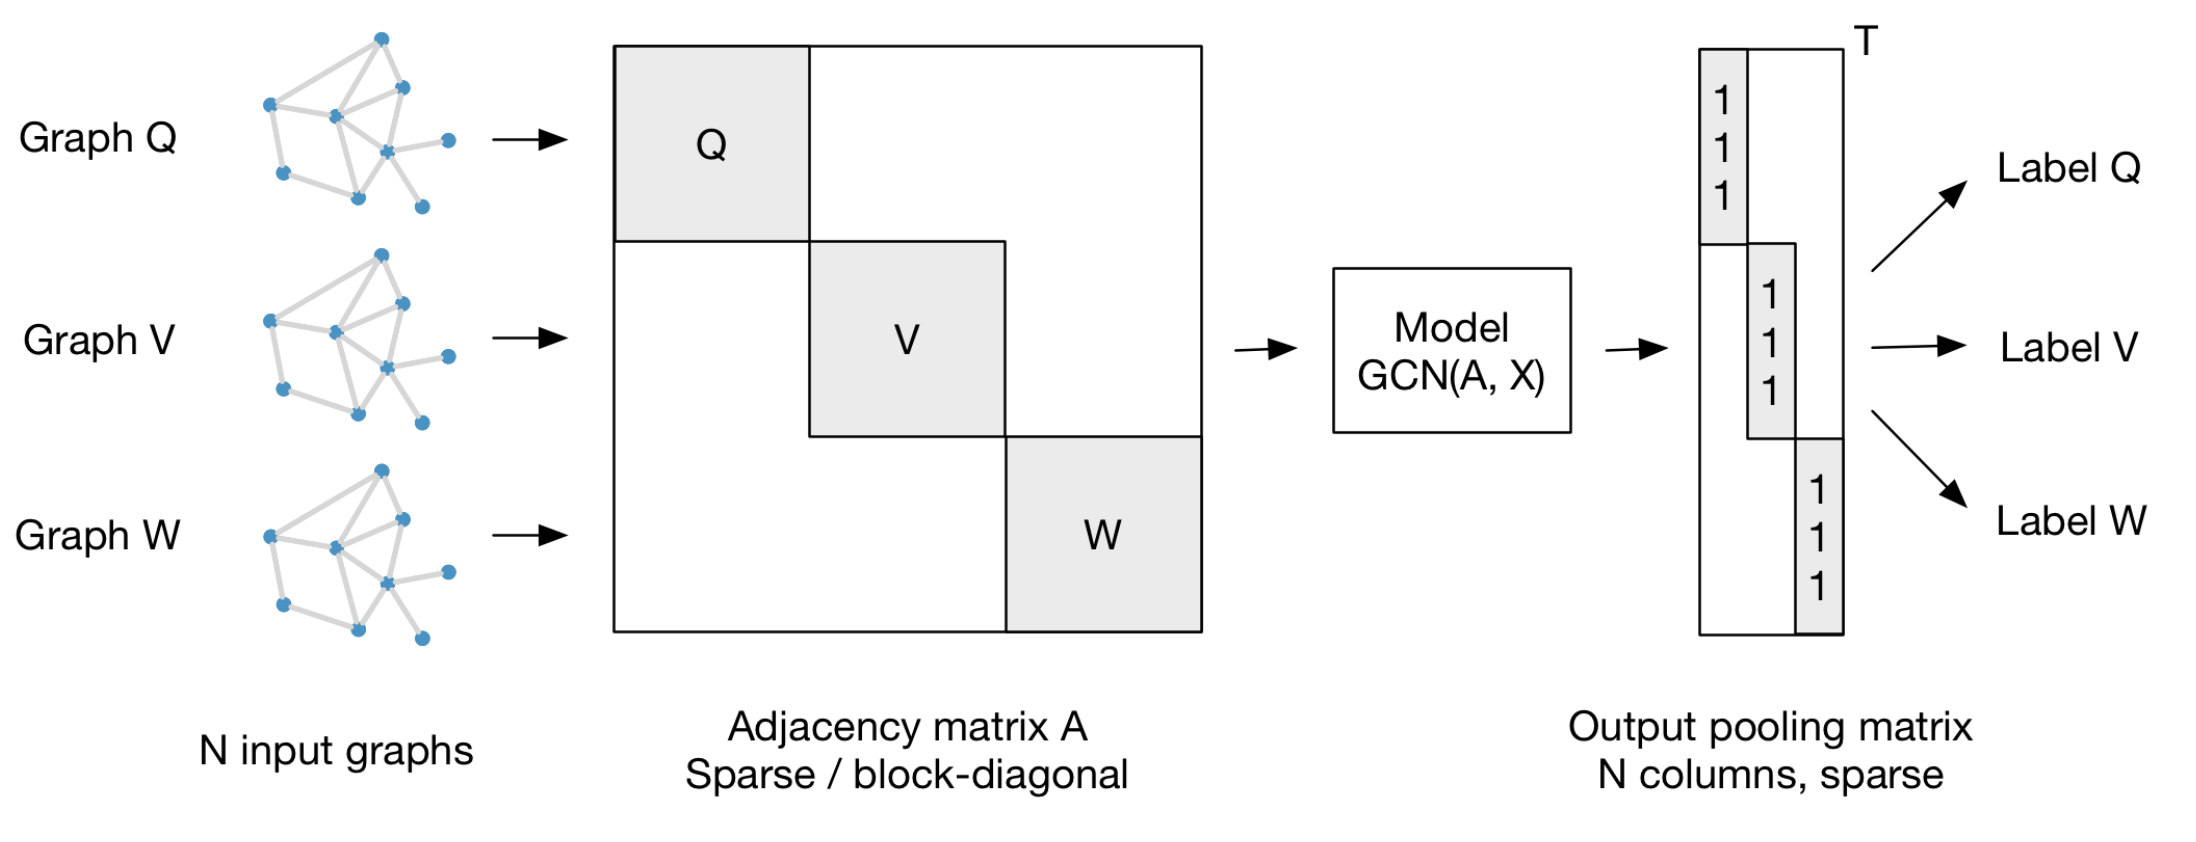 Graph Q
Graph V
Graph W
N input graphs
Q
V
W
Adjacency matrix A
Sparse / block-diagonal
Model
GCN(A, X)
T
1
1
1
1
1
1
1
1
1
Output pooling matrix
N columns, sparse
Label Q
Label V
Label W